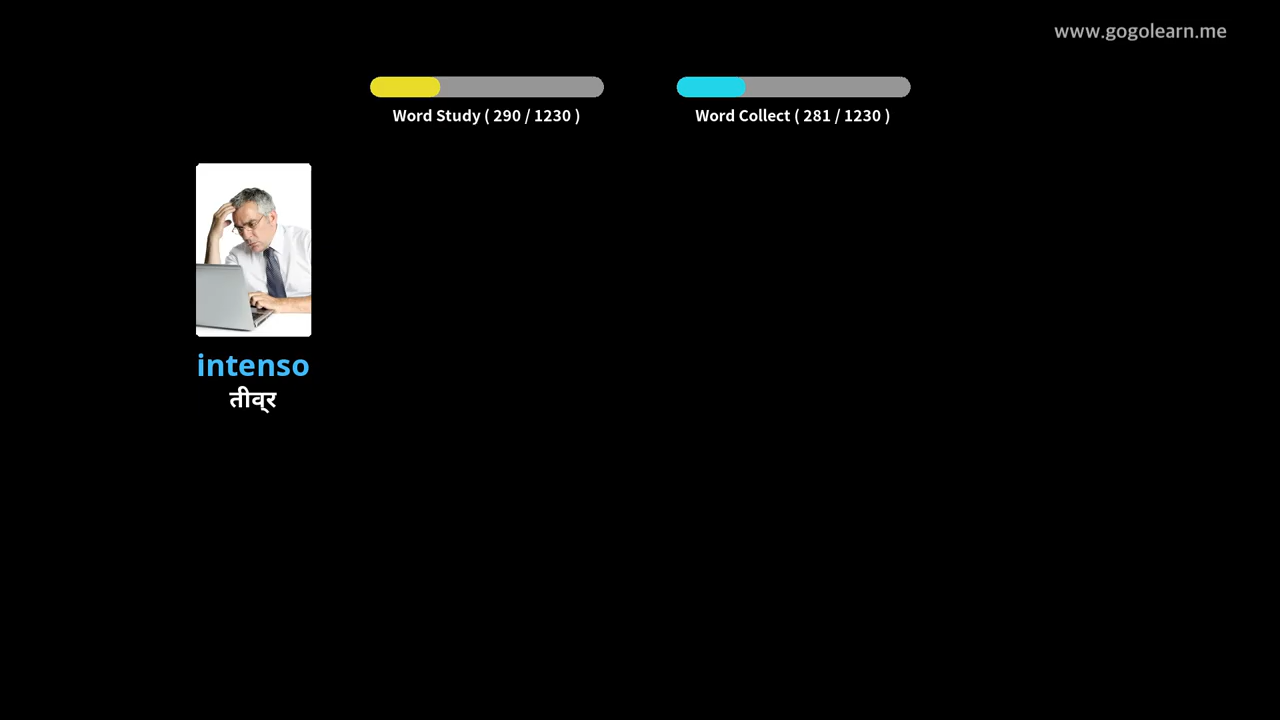 www.gogolearn.me
Word Study ( 290 / 1230 )
Word Collect ( 281 / 1230 )
intenso
तीव्र